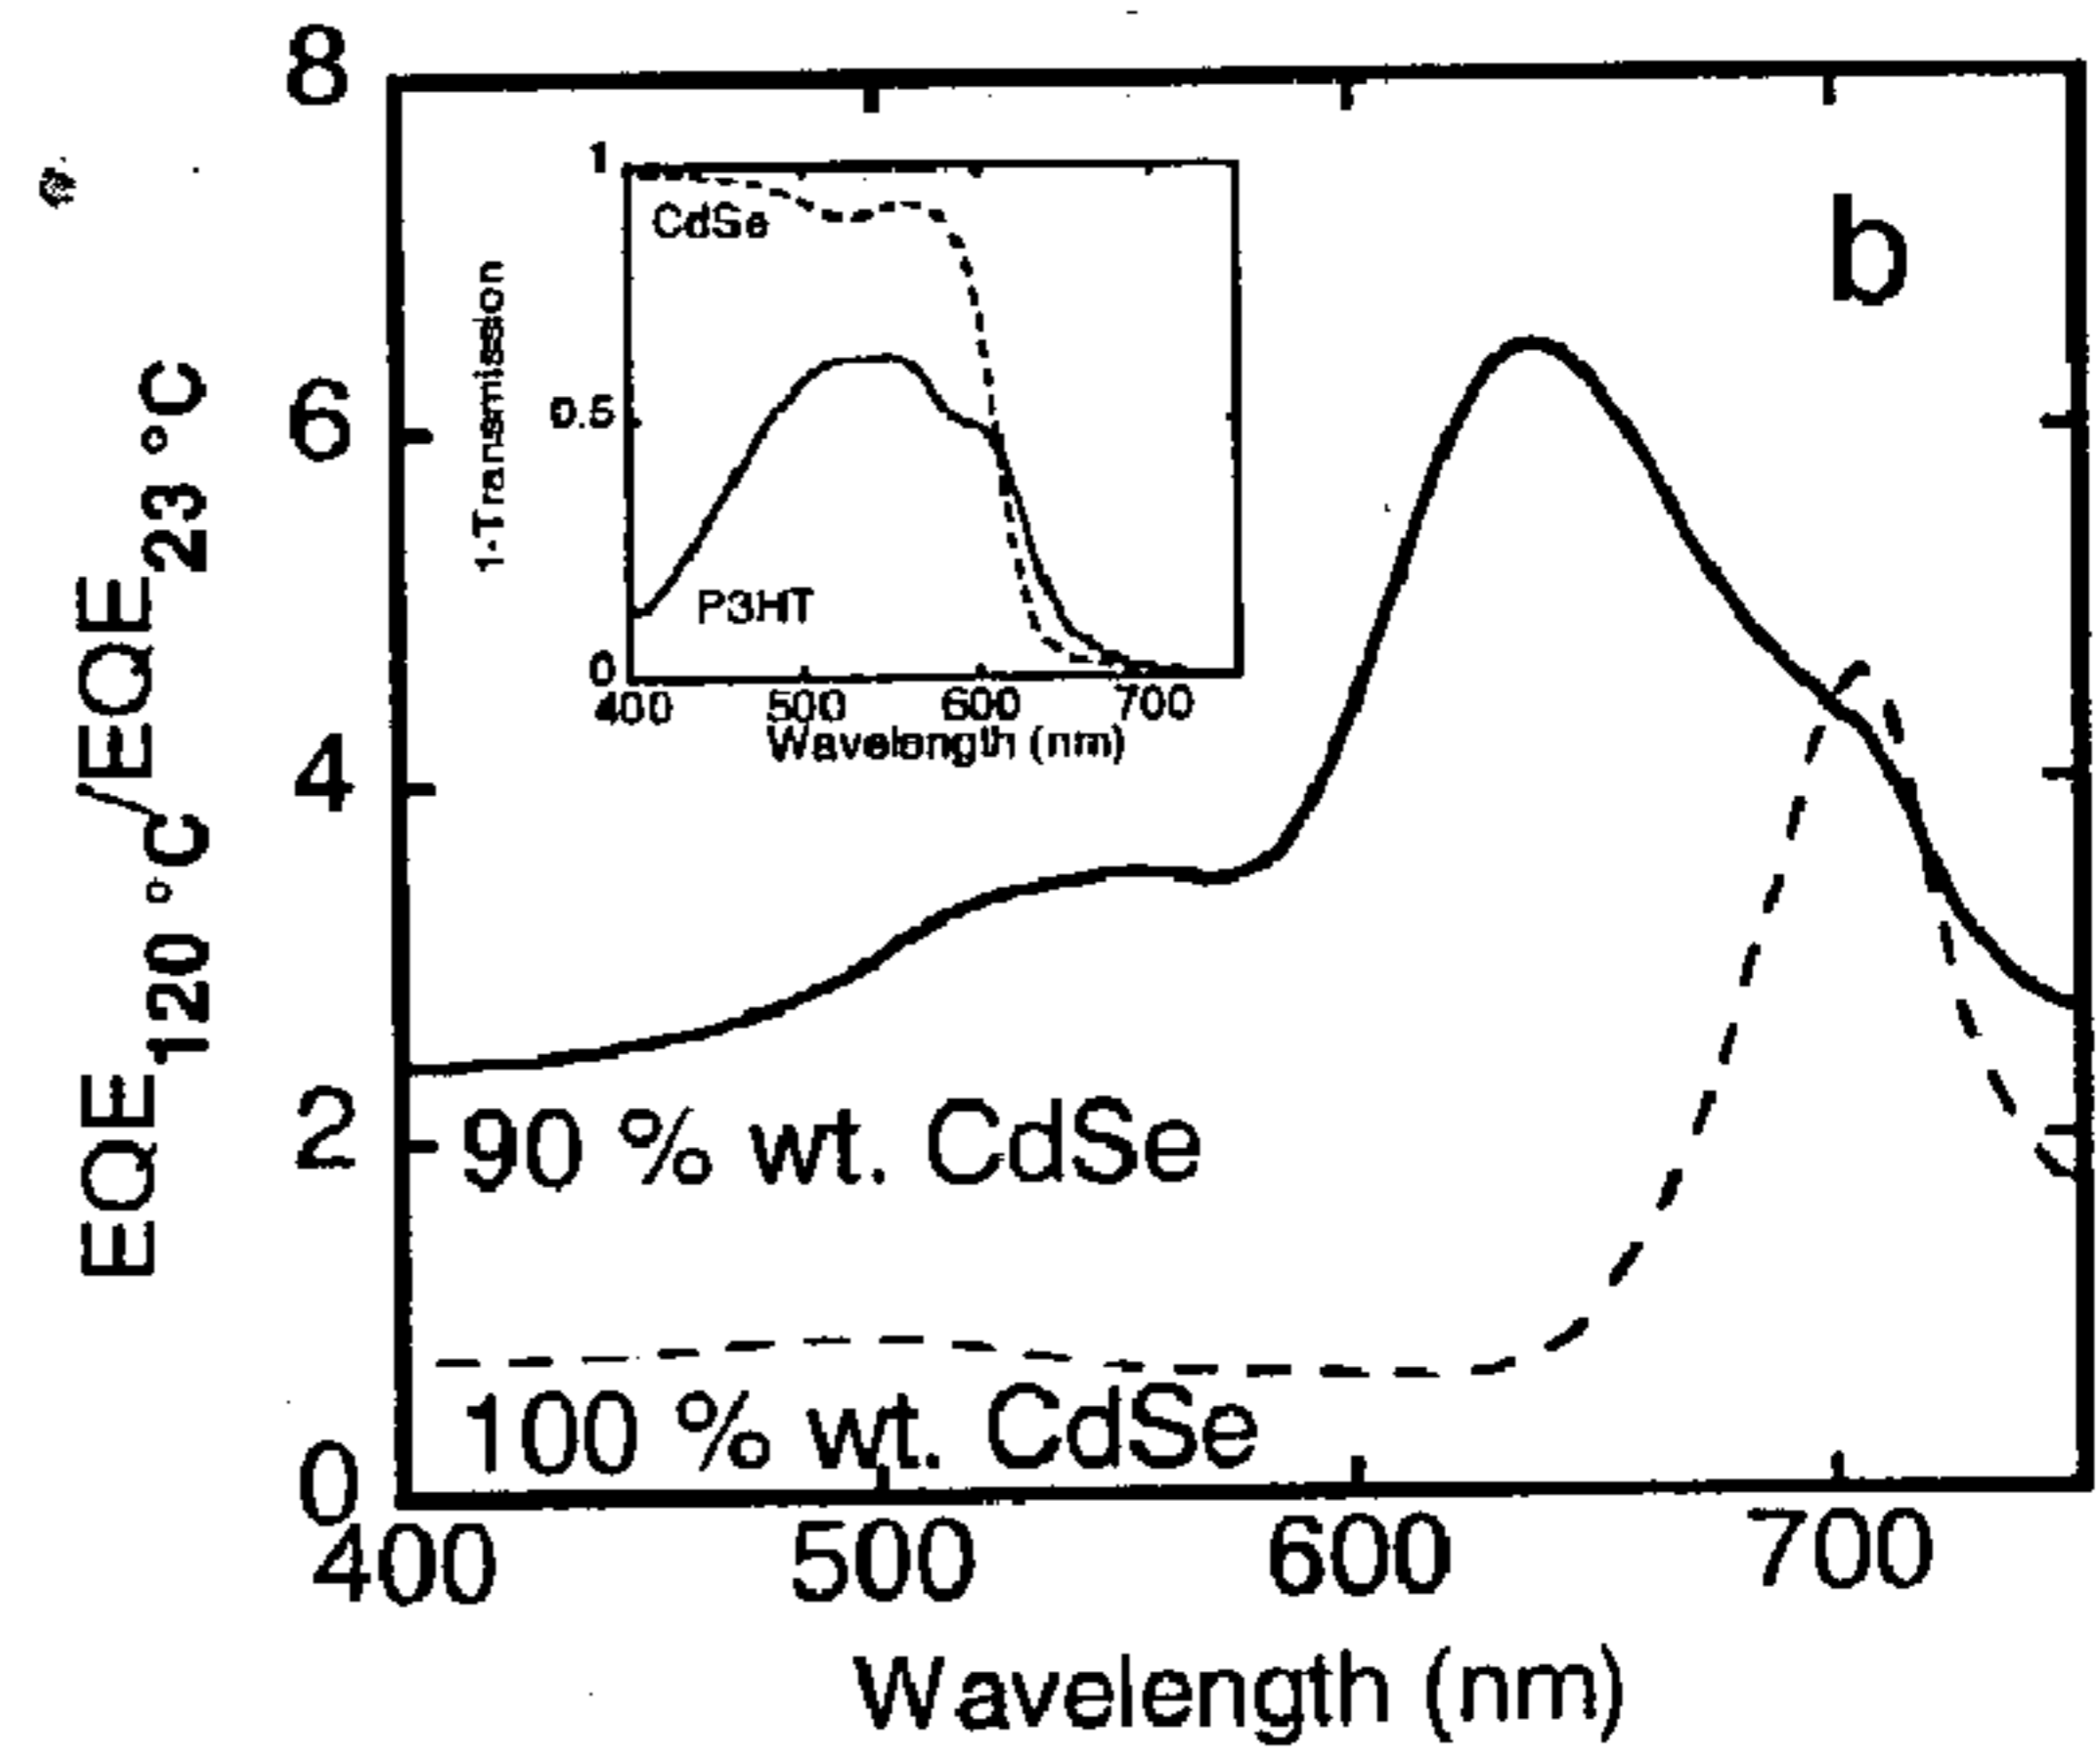 8
6
4
2
0
EQE120 °C/EQE23 °C
b
1
0.5
0
1-Transmission
CdSe
P3HT
400 500 600 700
Wavelength (nm)
90 % wt. CdSe
100 % wt. CdSe
400 500 600 700
Wavelength (nm)